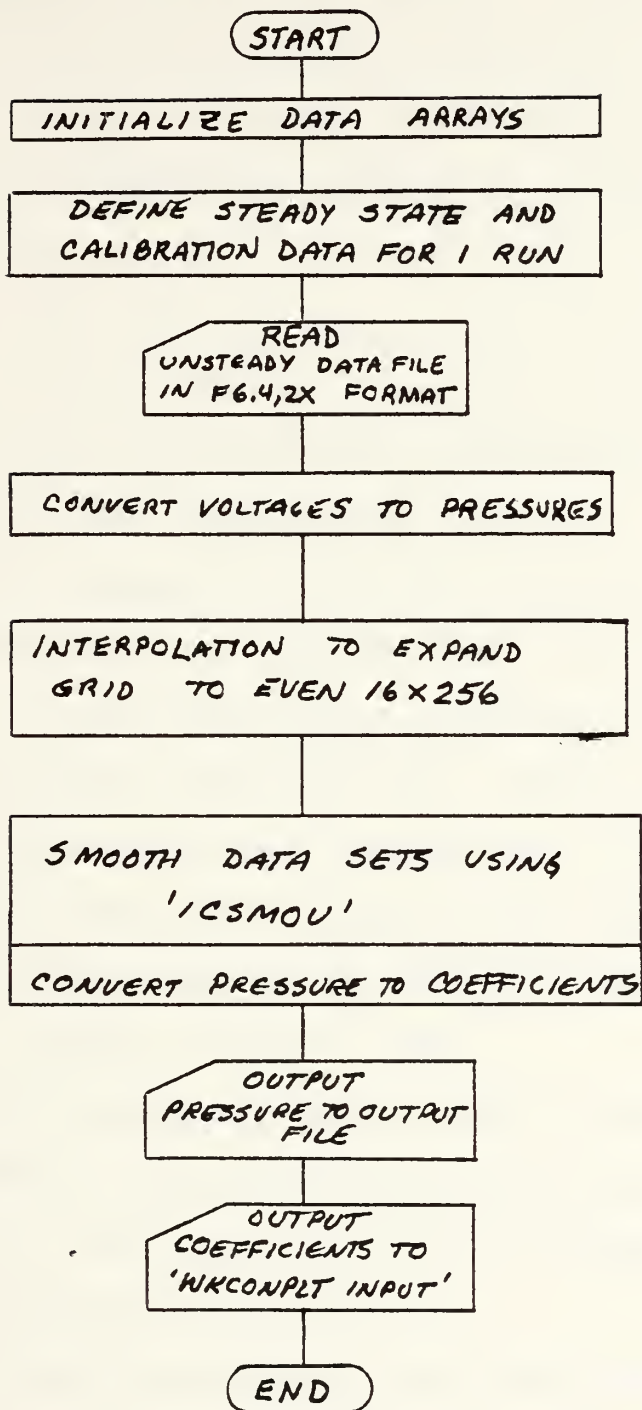 START
INITIALIZE DATA ARRAYS
DEFINE STEADY STATE AND
CALIBRATION DATA FOR 1 RUN
READ
UNSTEADY DATA FILE
IN F6.4,2X FORMAT
CONVERT VOLTAGES TO PRESSURES
INTERPOLATION TO EXPAND
GRID TO EVEN 16X256
SMOOTH DATA SETS USING
'ICSMOU'
CONVERT PRESSURE TO COEFFICIENTS
OUTPUT
PRESSURE TO OUTPUT
FILE
OUTPUT
COEFFICIENTS TO
'WKCONPLT INPUT'
END